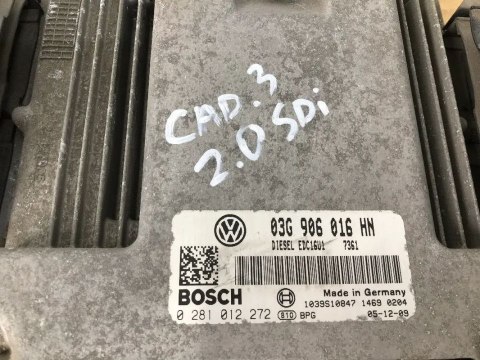 CAD.3
2.0 SDi
03G 906 016 HN
DIESEL EDC16U1 7361
BOSCH
Made in Germany
1039S10847 1469 0204
0 281 012 272 810 BPG 05-12-09